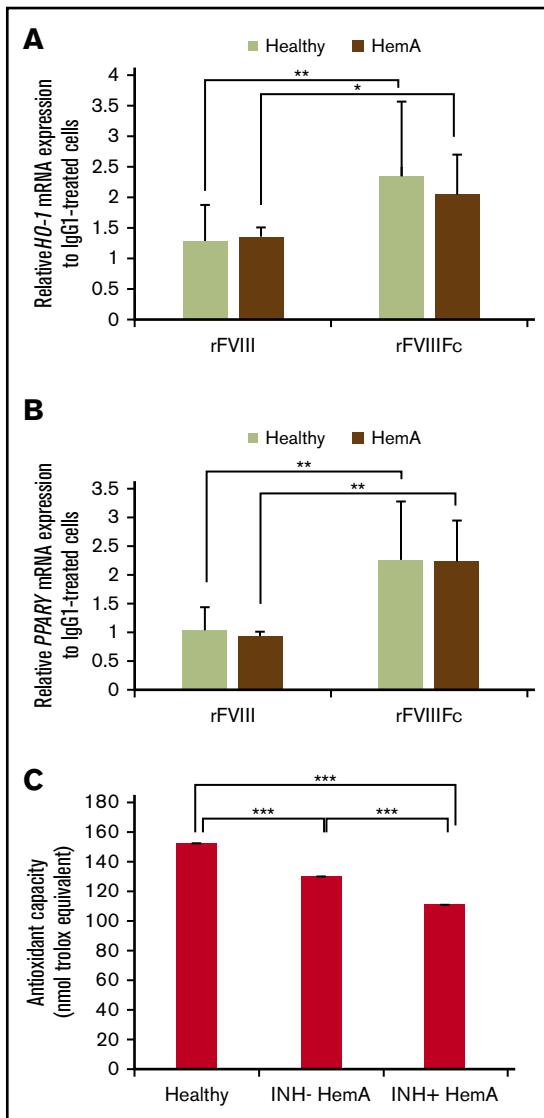 A
Healthy HemA
Relative HO-1 mRNA expression
to IgG1-treated cells
4
3.5
3
2.5
2
1.5
1
0.5
0
**
*
rFVIII rFVIIIFc
B
Healthy HemA
Relative PPARY mRNA expression
to IgG1-treated cells
3.5
3
2.5
2
1.5
1
0.5
0
**
**
rFVIII rFVIIIFc
C
Antioxidant capacity
(nmol trolox equivalent)
180
160
140
120
100
80
60
40
20
0
***
*** ***
Healthy INH- HemA INH+ HemA